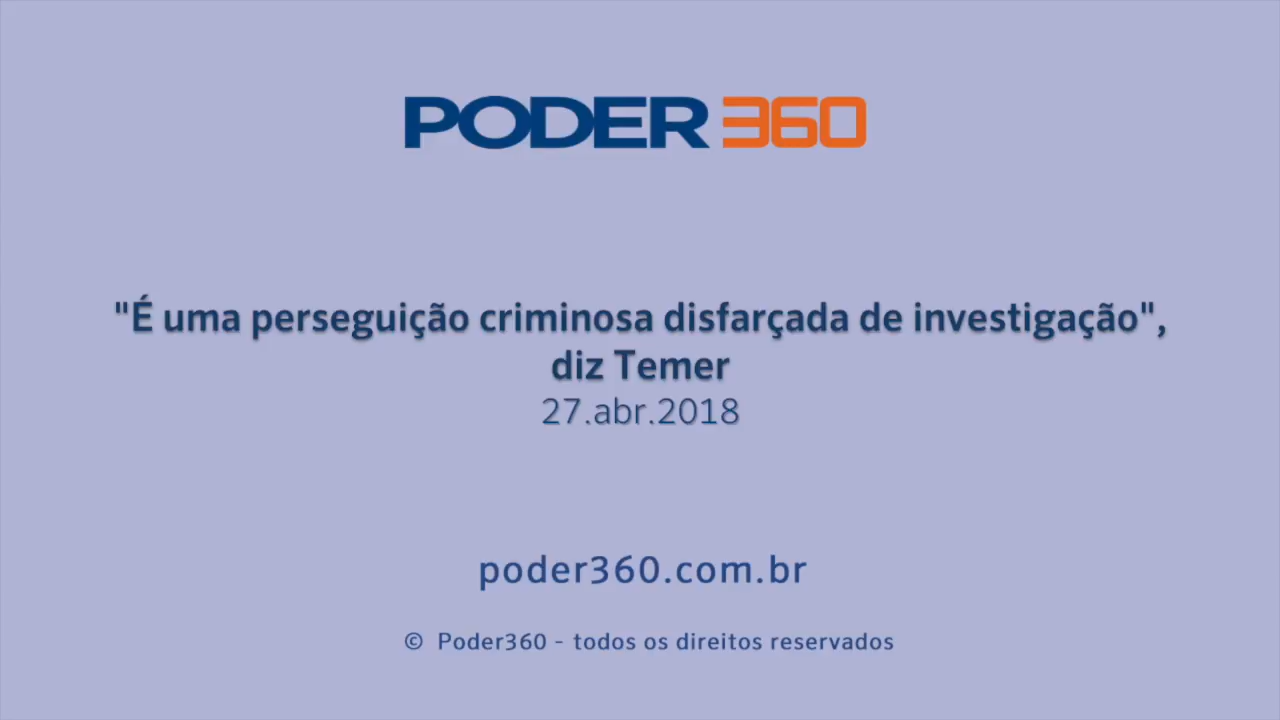 PODER 360
"É uma perseguição criminosa disfarçada de investigação",
diz Temer
27.abr.2018
poder360.com.br
© Poder360 - todos os direitos reservados